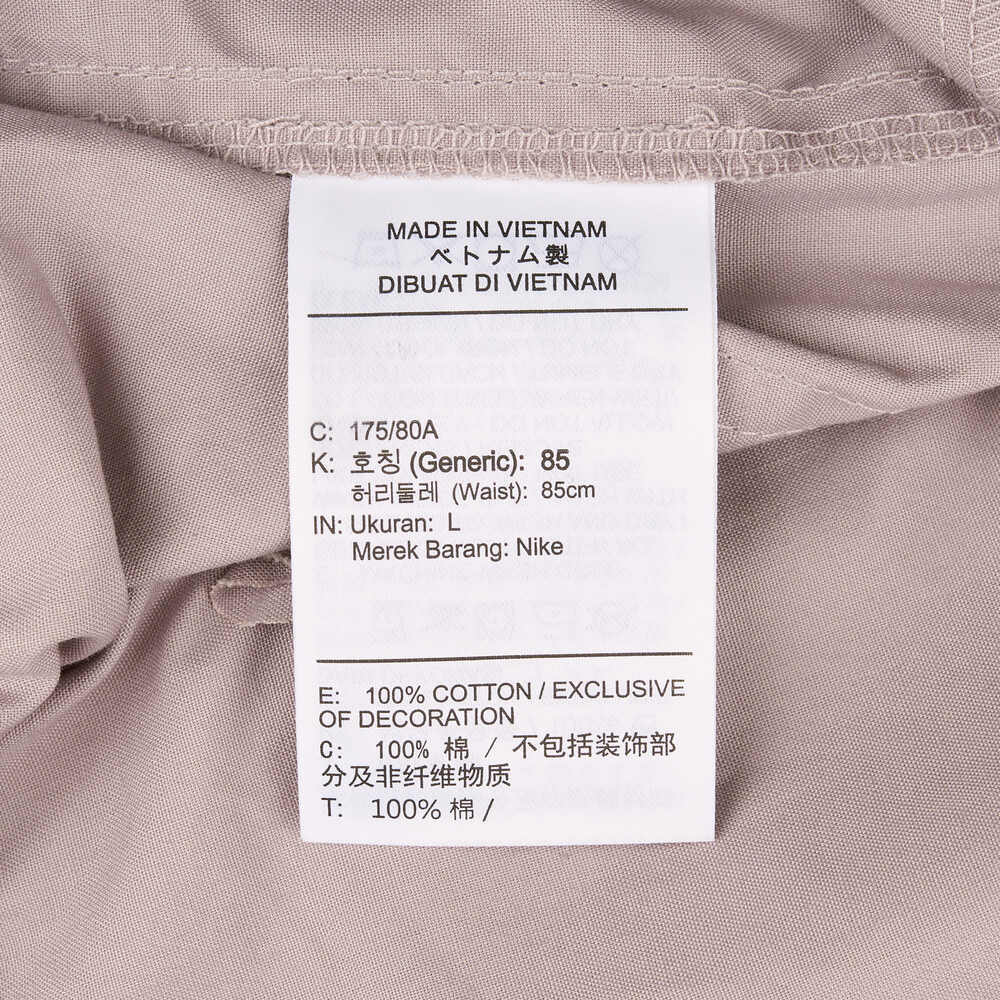 MADE IN VIETNAM
ベトナム製
DIBUAT DI VIETNAM
C: 175/80A
K: 호칭 (Generic): 85
허리둘레 (Waist): 85cm
IN: Ukuran: L
Merek Barang: Nike
E: 100% COTTON / EXCLUSIVE
OF DECORATION
C: 100% 棉 / 不包括装饰部
分及非纤维物质
T: 100% 棉 /